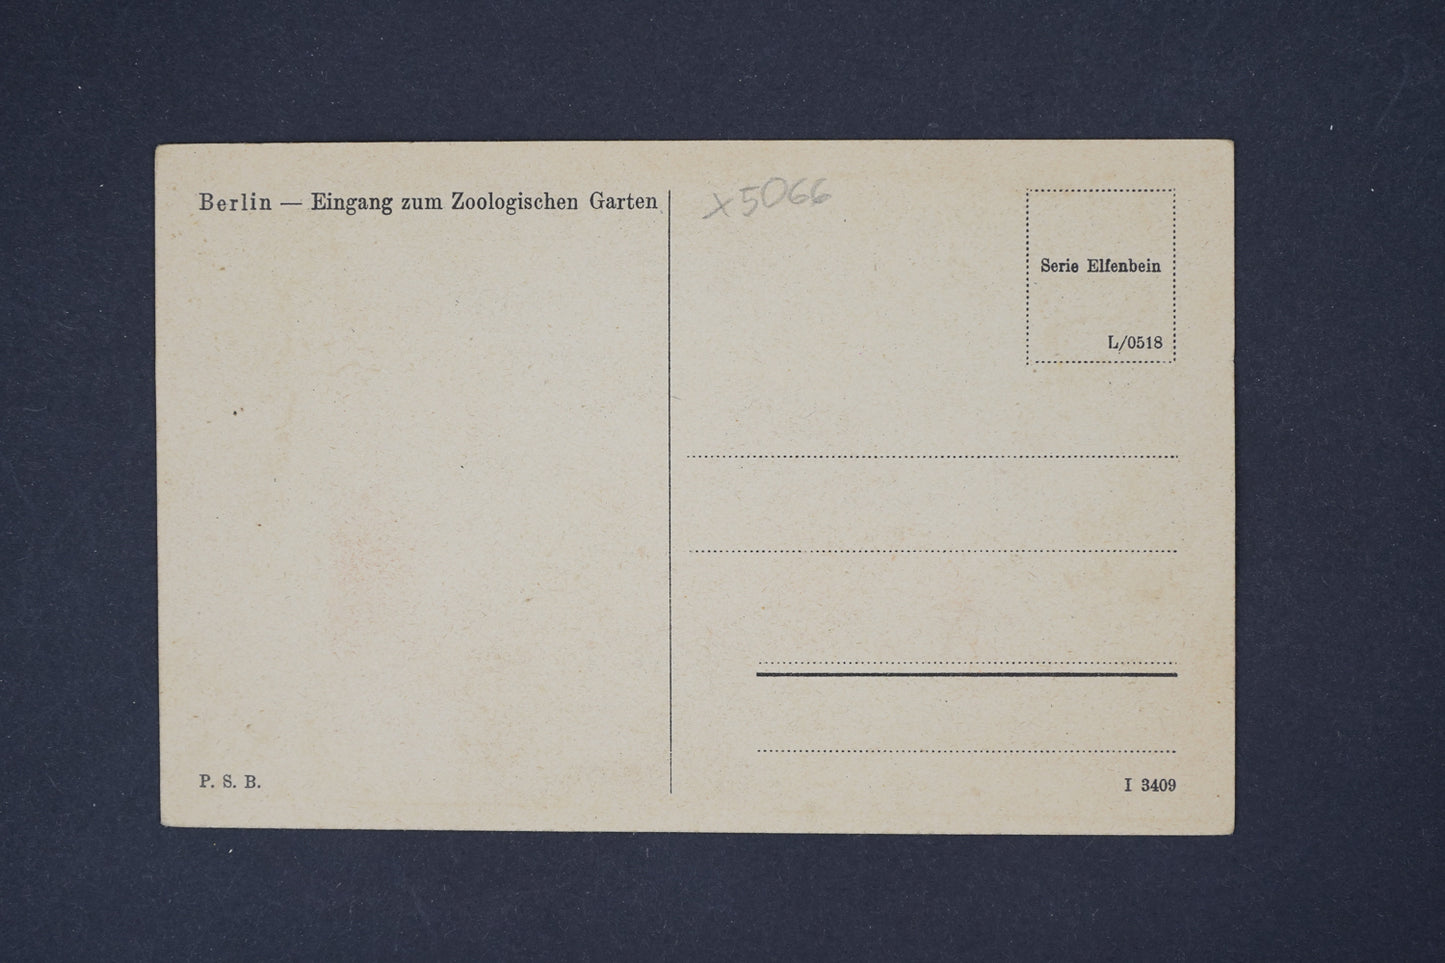 Berlin — Eingang zum Zoologischen Garten
x5066
Serie Elfenbein
L/0518
P. S. B.
I 3409